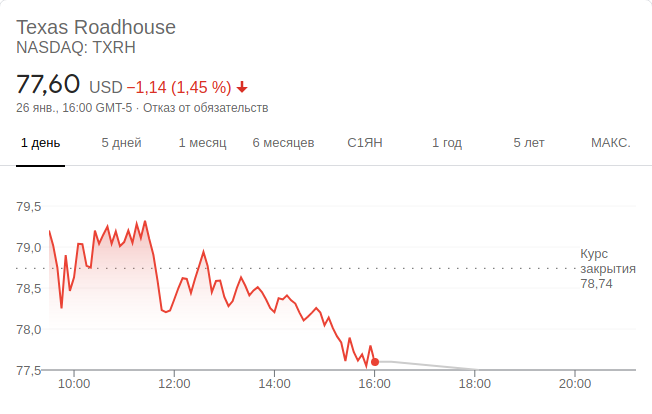 Texas Roadhouse
NASDAQ: TXRH
77,60 USD −1,14 (1,45 %)
26 янв., 16:00 GMT-5 · Отказ от обязательств
1 день 5 дней 1 месяц 6 месяцев С1ЯН 1 год 5 лет МАКС.
79,5
79,0
Курс
закрытия
78,74
78,5
78,0
77,5
10:00 12:00 14:00 16:00 18:00 20:00